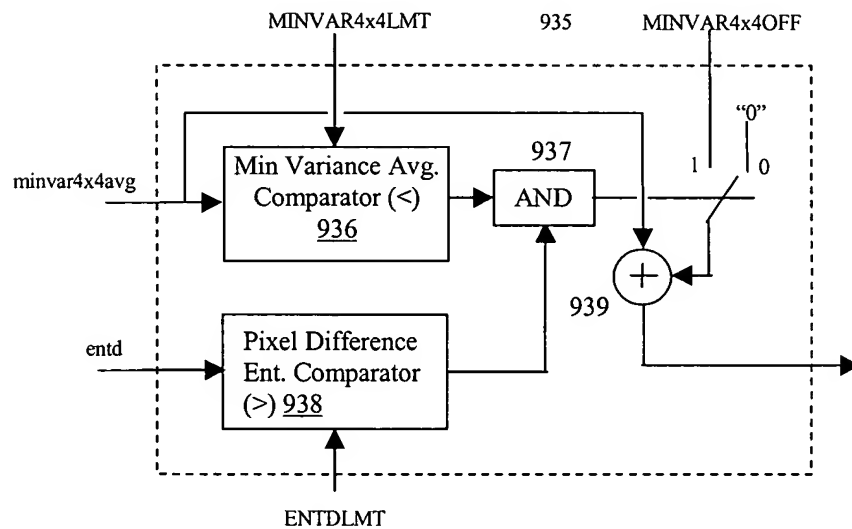 MINVAR4x4LMT 935 MINVAR4x4OFF
"0"
937
1 0
minvar4x4avg
Min Variance Avg.
Comparator (<)
936
AND
+
939
entd
Pixel Difference
Ent. Comparator
(>) 938
ENTDLMT